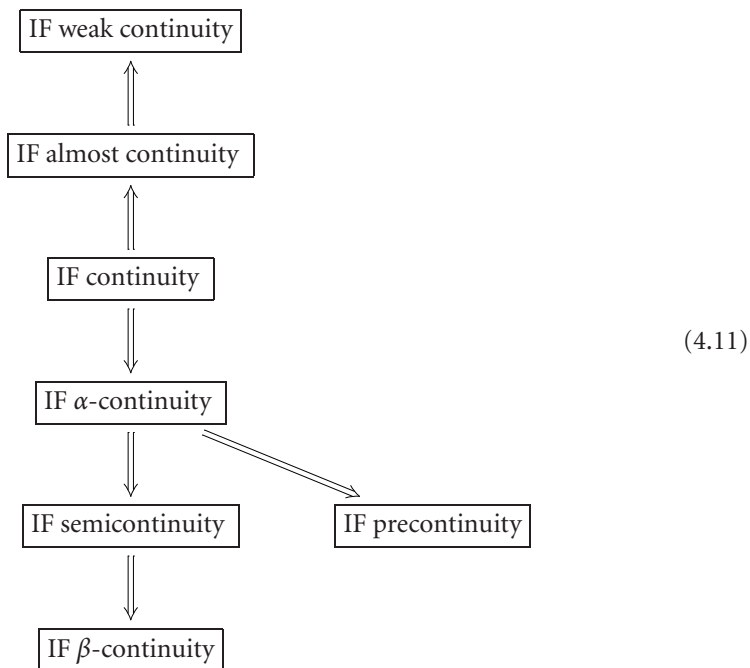 IF weak continuity
IF almost continuity
IF continuity
(4.11)
IF α-continuity
IF semicontinuity
IF precontinuity
IF β-continuity